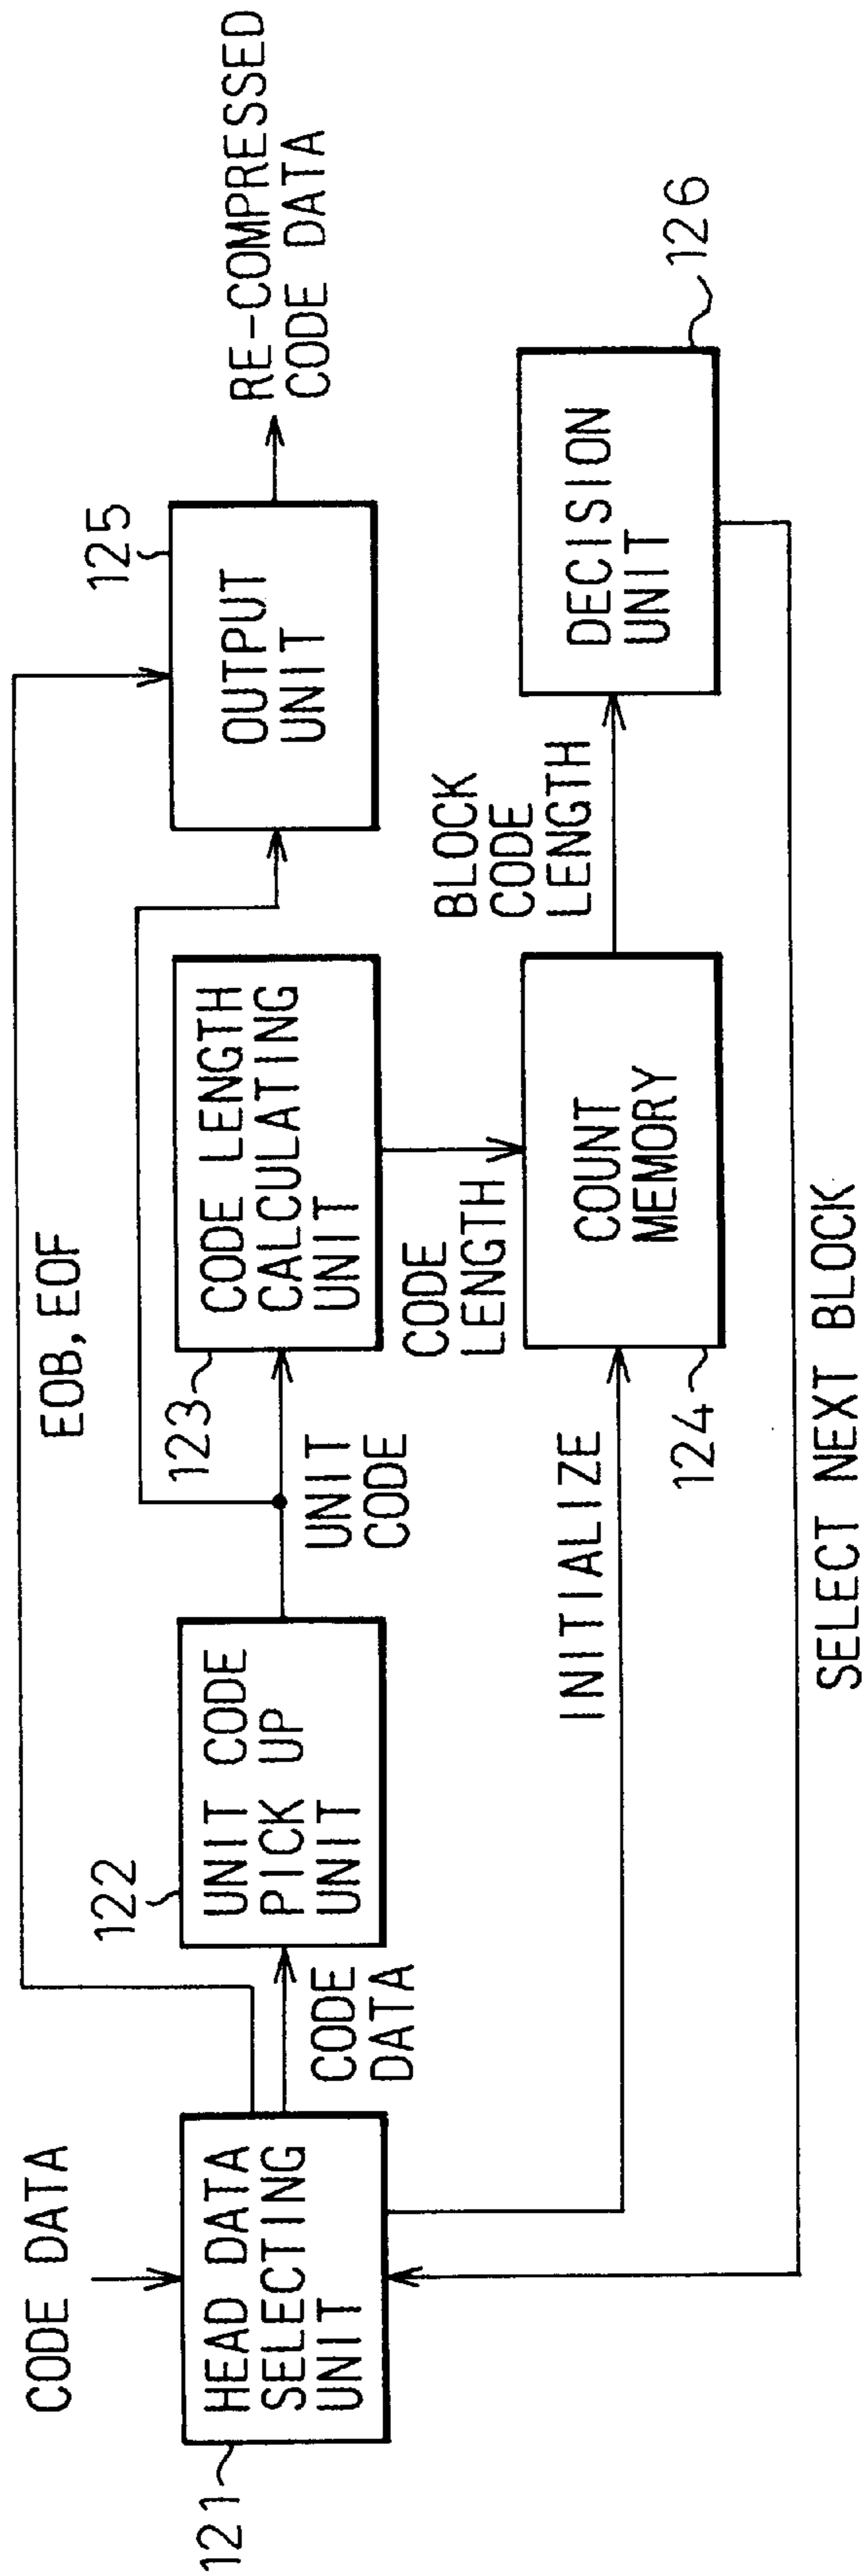 CODE DATA
121
HEAD DATA
SELECTING
UNIT
CODE
DATA
122
UNIT CODE
PICK UP
UNIT
EOB, EOF
UNIT
CODE
123
CODE LENGTH
CALCULATING
UNIT
125
OUTPUT
UNIT
RE-COMPRESSED
CODE DATA
INITIALIZE
CODE
LENGTH
124
COUNT
MEMORY
BLOCK
CODE
LENGTH
DECISION
UNIT
126
SELECT NEXT BLOCK